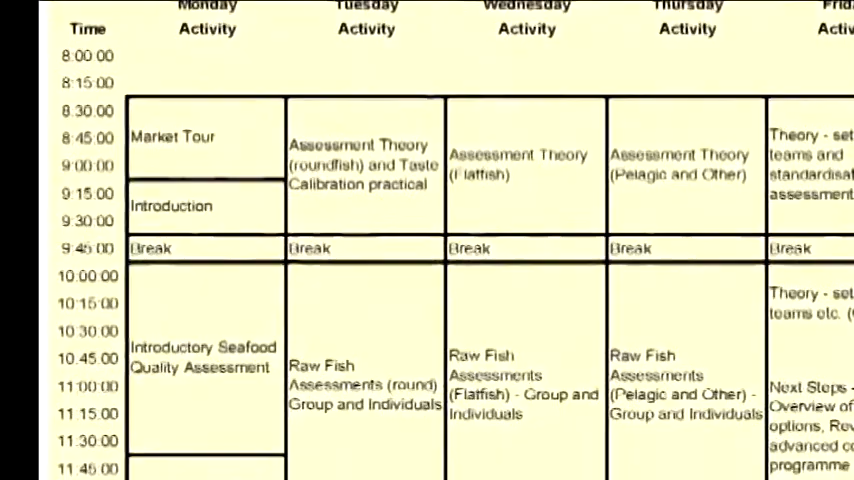 Monday Tuesday Wednesday Thursday
Time Activity Activity Activity Activity
8:00:00
8:15:00
8:30:00
8:45:00
9:00:00
9:15:00
9:30:00
9:45:00
10:00:00
10:15:00
10:30:00
10:45:00
11:00:00
11:15:00
11:30:00
11:45:00
Market Tour
Introduction
Break
Introductory Seafood
Quality Assessment
Assessment Theory
(roundfish) and Taste
Calibration practical
Break
Raw Fish
Assessments (round)
Group and Individuals
Assessment Theory
(Flatfish)
Break
Raw Fish
Assessments
(Flatfish) - Group and
Individuals
Assessment Theory
(Pelagic and Other)
Break
Raw Fish
Assessments
(Pelagic and Other) -
Group and Individuals
Theory - set
teams and
assessment
Break
Theory - set
teams etc. (
Next Steps -
Overview of
options,
advanced
programme